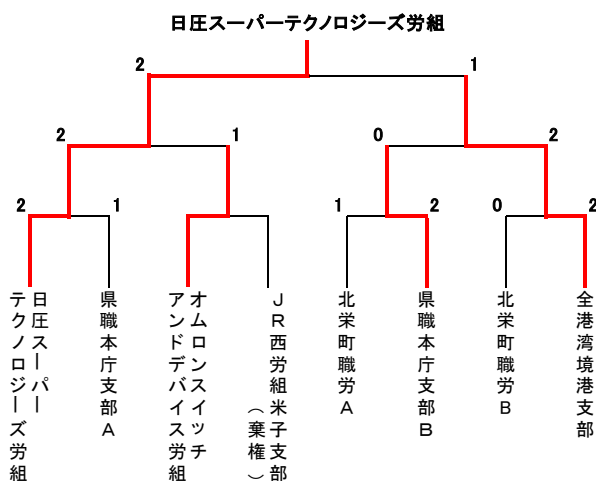 日圧スーパーテクノロジーズ労組
2
1
2
1
0
2
2
1
1
2
0
2
日圧スーパー
テクノロジーズ労組
県職本庁支部A
オムロンスイッチ
アンドデバイス労組
JR西労組米子支部
(棄権)
北栄町職労A
県職本庁支部B
北栄町職労B
全港湾境港支部